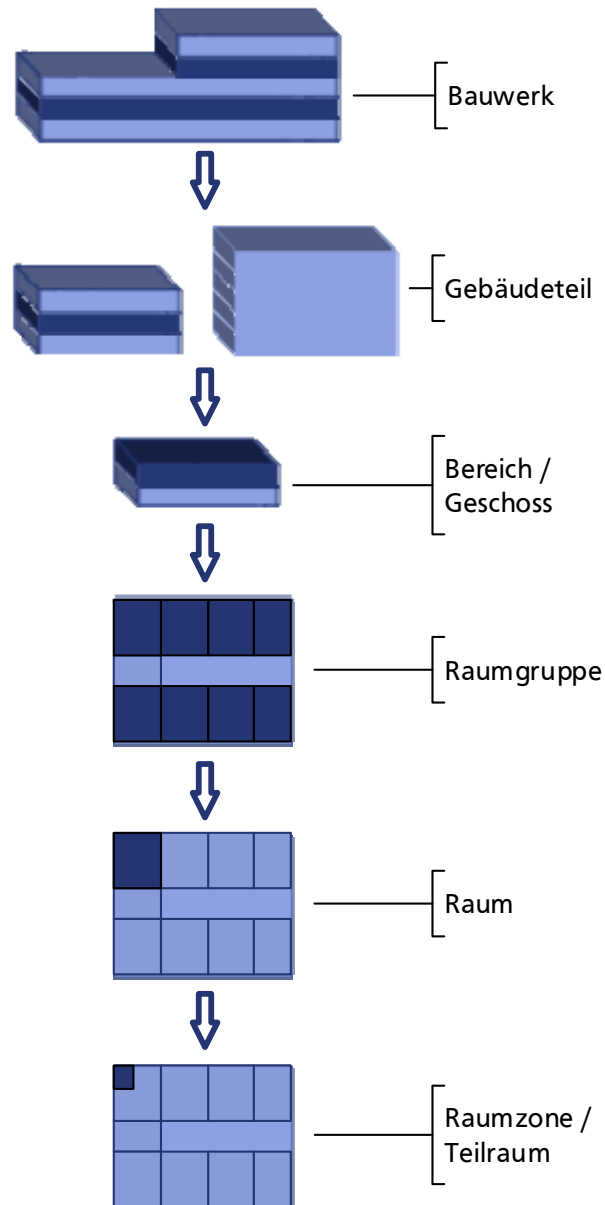 Bauwerk
Gebäudeteil
Bereich /
Geschoss
Raumgruppe
Raum
Raumzone /
Teilraum